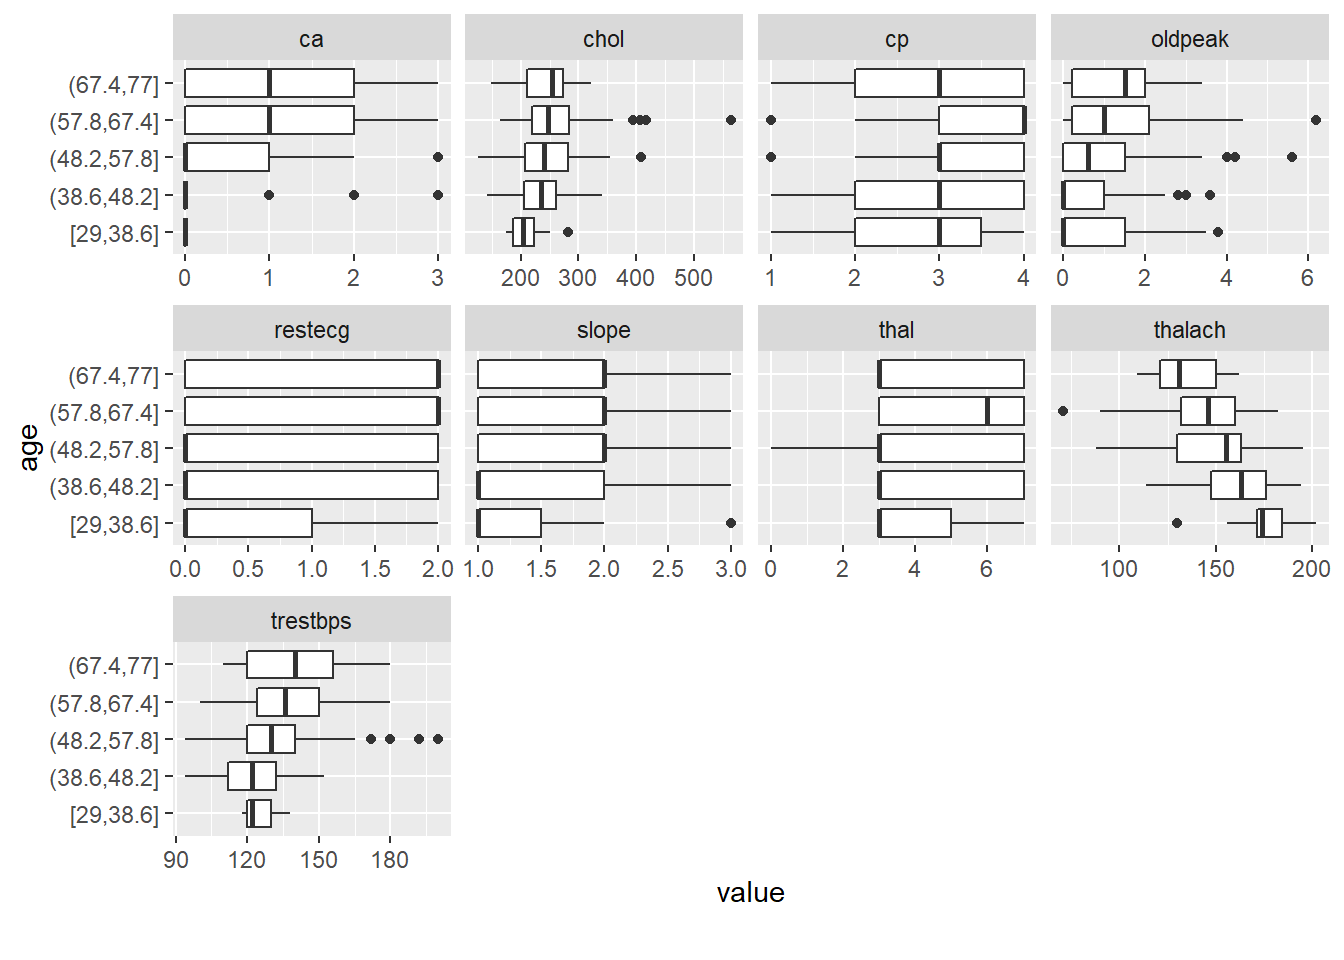 ca chol cp oldpeak
(67.4,77]
(57.8,67.4]
(48.2,57.8]
(38.6,48.2]
[29,38.6]
0 1 2 3 200 300 400 500 1 2 3 4 0 2 4 6
restecg slope thal thalach
(67.4,77]
(57.8,67.4]
(48.2,57.8]
(38.6,48.2]
[29,38.6]
0.0 0.5 1.0 1.5 2.0 1.0 1.5 2.0 2.5 3.0 0 2 4 6 100 150 200
age
trestbps
(67.4,77]
(57.8,67.4]
(48.2,57.8]
(38.6,48.2]
[29,38.6]
90 120 150 180
value